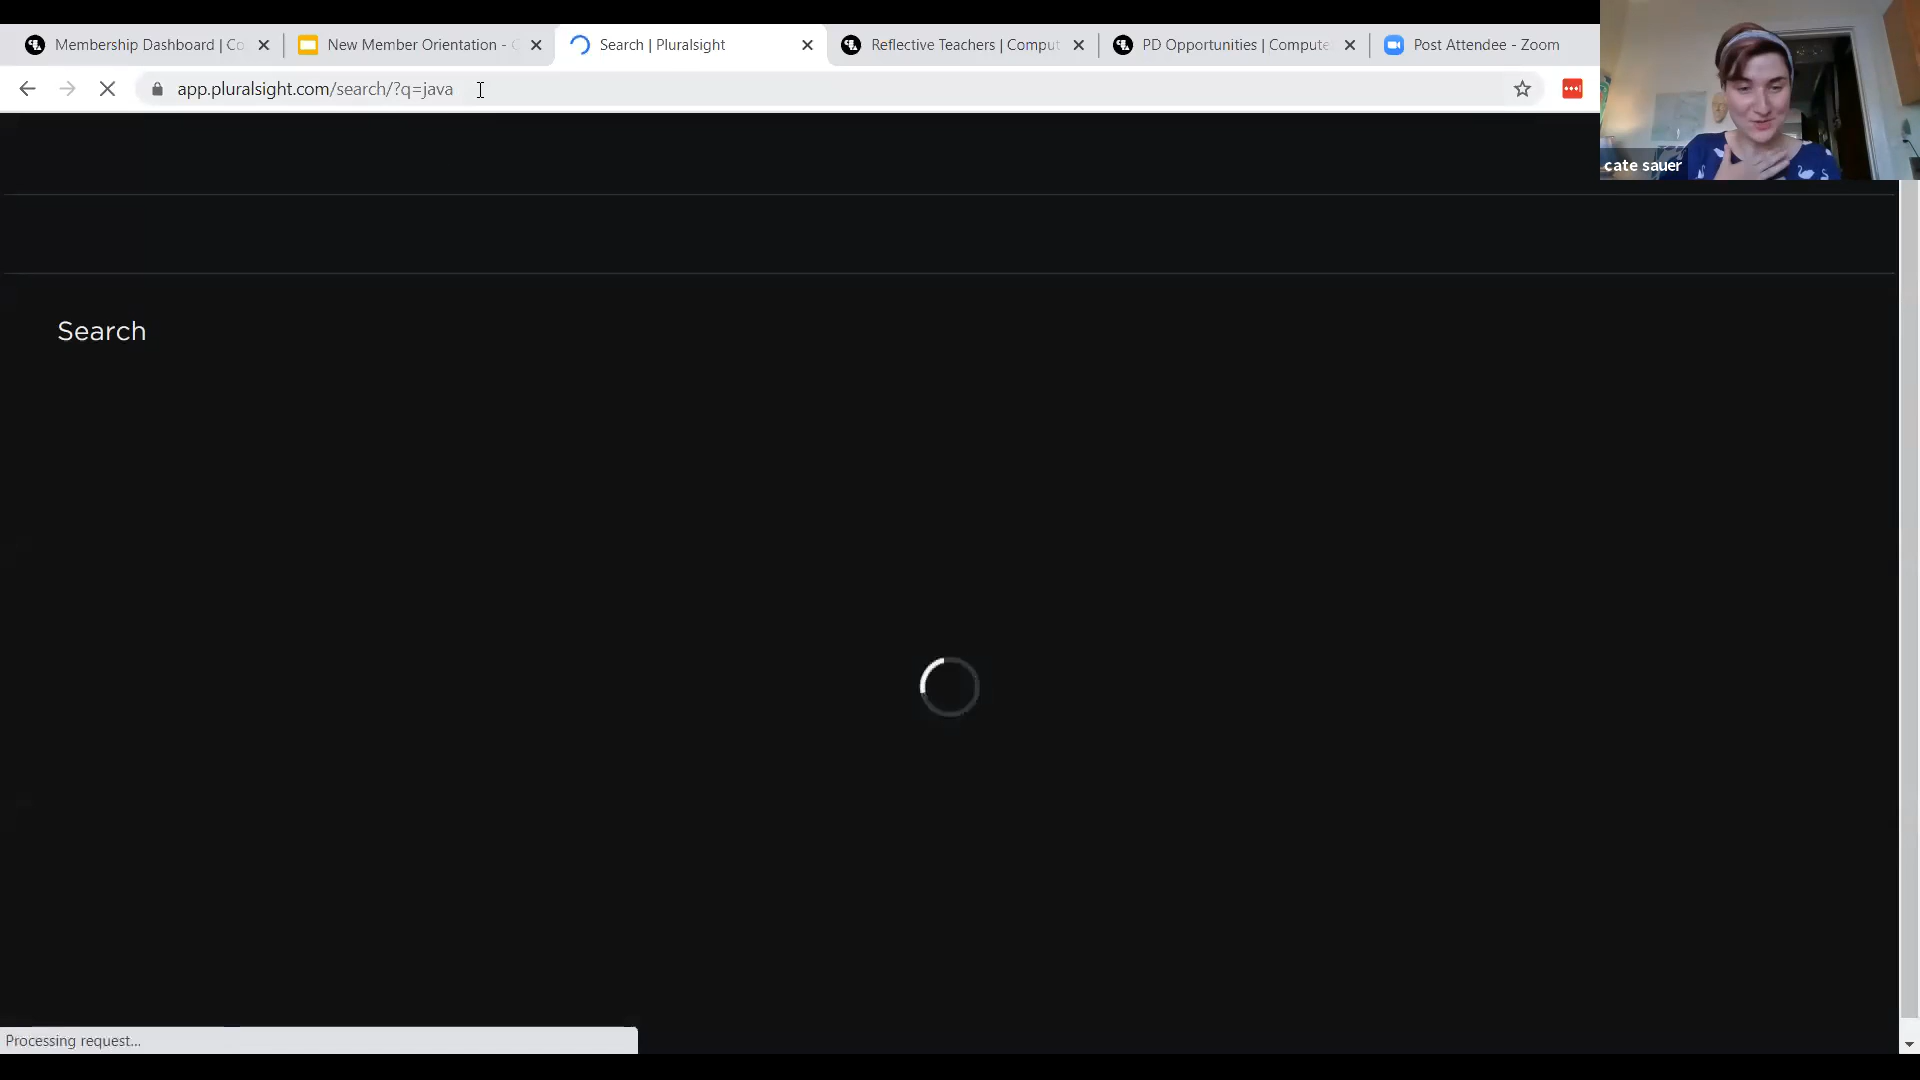 Membership Dashboard | Co
New Member Orientation -
Search | Pluralsight
Reflective Teachers | Comput
PD Opportunities | Compute
Post Attendee - Zoom
app.pluralsight.com/search/?q=java
cate sauer
Search
Processing request...